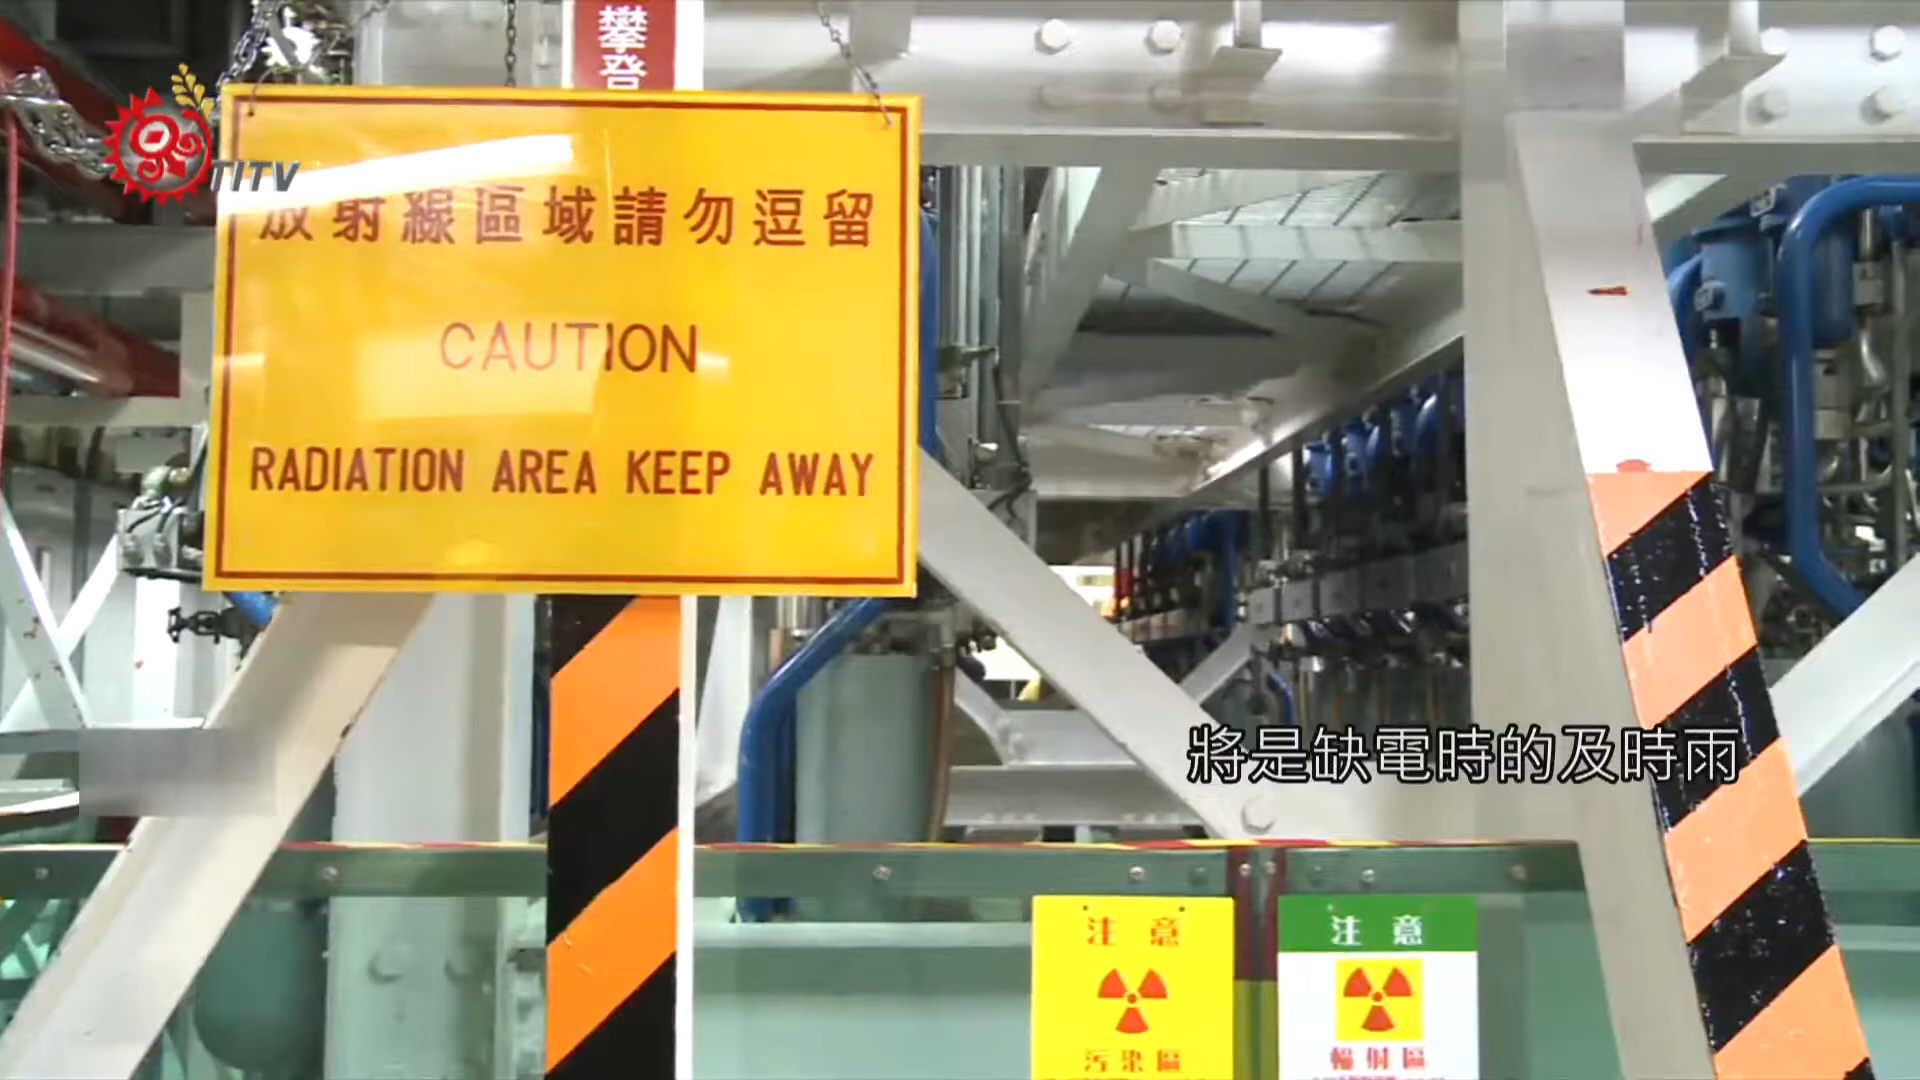 攀登
TITV
放射線區域請勿逗留
CAUTION
RADIATION AREA KEEP AWAY
將是缺電時的及時雨
注意
污染區
注意
輻射區